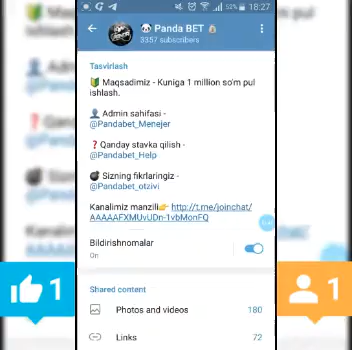 52% 18:27
🐼 Panda BET 💰
3357 subscribers
Tasvirlash
🔰 Maqsadimiz - Kuniga 1 million so'm pul
ishlash.
👤 Admin sahifasi -
@Pandabet_Menejer
❓ Qanday stavka qilish -
@Pandabet_Help
💣 Sizning fikrlaringiz -
@Pandabet_otzivi
Kanalimiz manzili👉 http://t.me/joinchat/
AAAAAFXMUvUDn-1vbMonFQ
Bildirishnomalar
On
Shared content
Photos and videos 180
Links 72
1
1